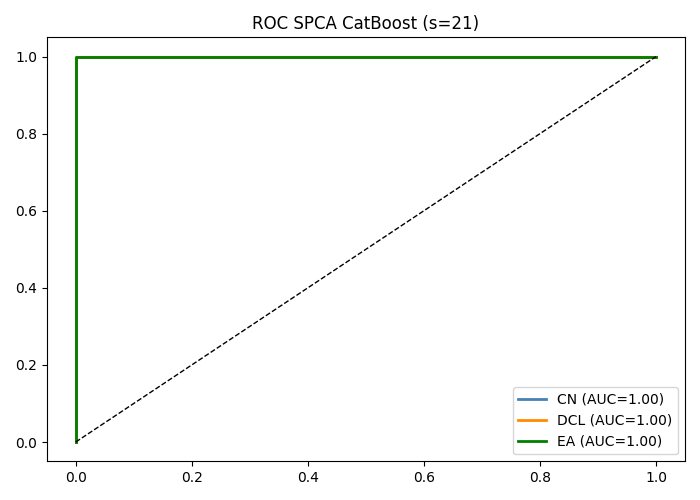 ROC SPCA CatBoost (s=21)
1.0
0.8
0.6
0.4
0.2
0.0
CN (AUC=1.00)
DCL (AUC=1.00)
EA (AUC=1.00)
0.0 0.2 0.4 0.6 0.8 1.0